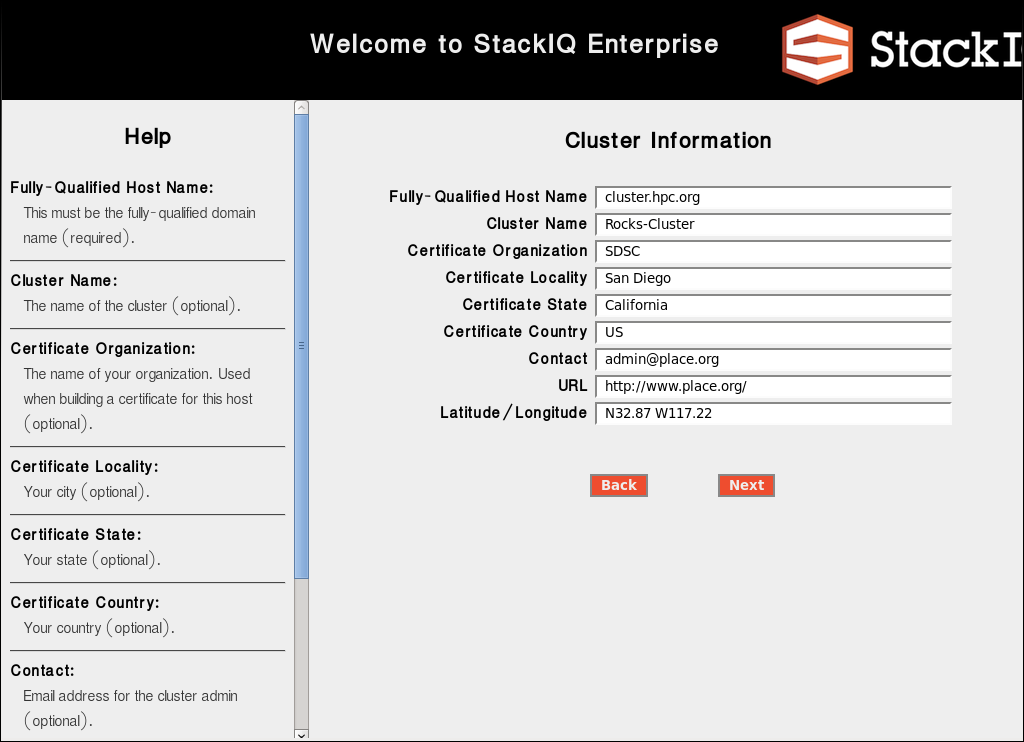 Welcome to StackIQ Enterprise
StackI
Help
Fully-Qualified Host Name:
This must be the fully-qualified domain
name (required).
Cluster Name:
The name of the cluster (optional).
Certificate Organization:
The name of your organization. Used
when building a certificate for this host
(optional).
Certificate Locality:
Your city (optional).
Certificate State:
Your state (optional).
Certificate Country:
Your country (optional).
Contact:
Email address for the cluster admin
(optional).
Cluster Information
Fully-Qualified Host Name cluster.hpc.org
Cluster Name Rocks-Cluster
Certificate Organization SDSC
Certificate Locality San Diego
Certificate State California
Certificate Country US
Contact admin@place.org
URL http://www.place.org/
Latitude/Longitude N32.87 W117.22
Back Next